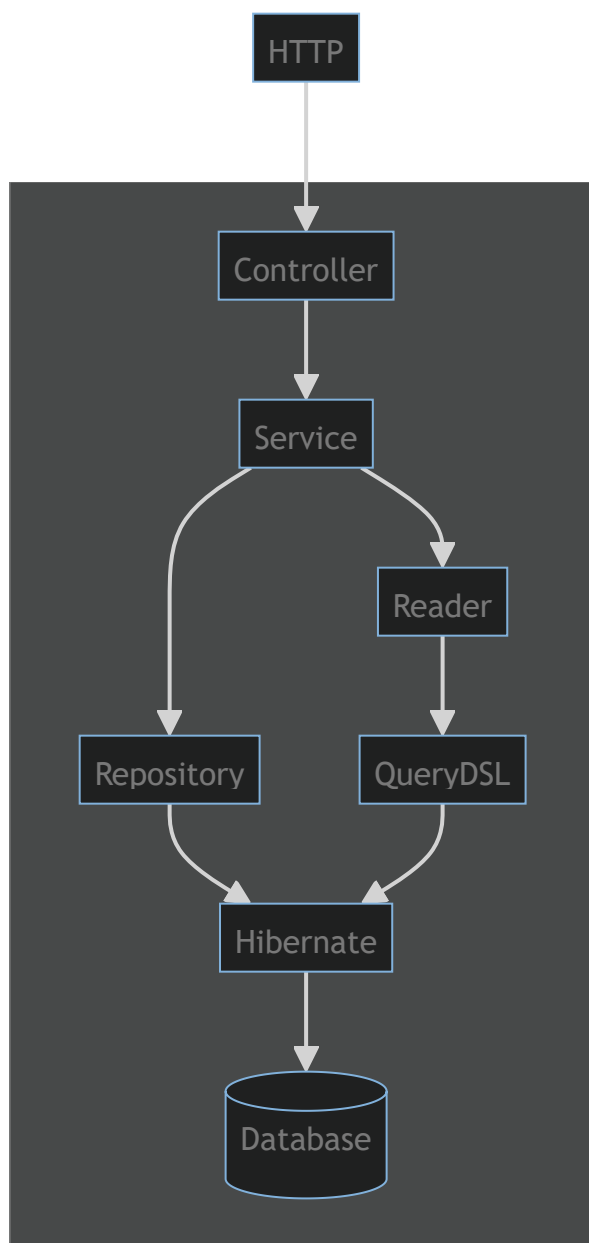 HTTP
Controller
Service
Reader
Repository
QueryDSL
Hibernate
Database